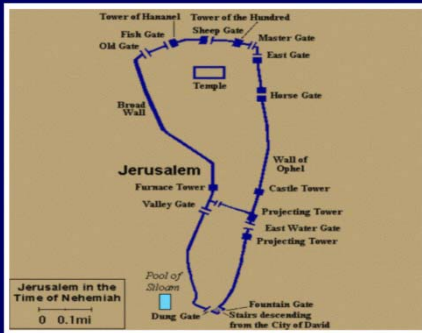 Tower of Hananel
Tower of the Hundred
Fish Gate
Sheep Gate
Master Gate
Old Gate
East Gate
Temple
Horse Gate
Broad
Wall
Wall of
Ophel
Jerusalem
Furnace Tower
Castle Tower
Valley Gate
Projecting Tower
East Water Gate
Projecting Tower
Pool of
Siloam
Jerusalem in the
Time of Nehemiah
0 0.1mi
Fountain Gate
Dung Gate
Stairs descending
from the City of David